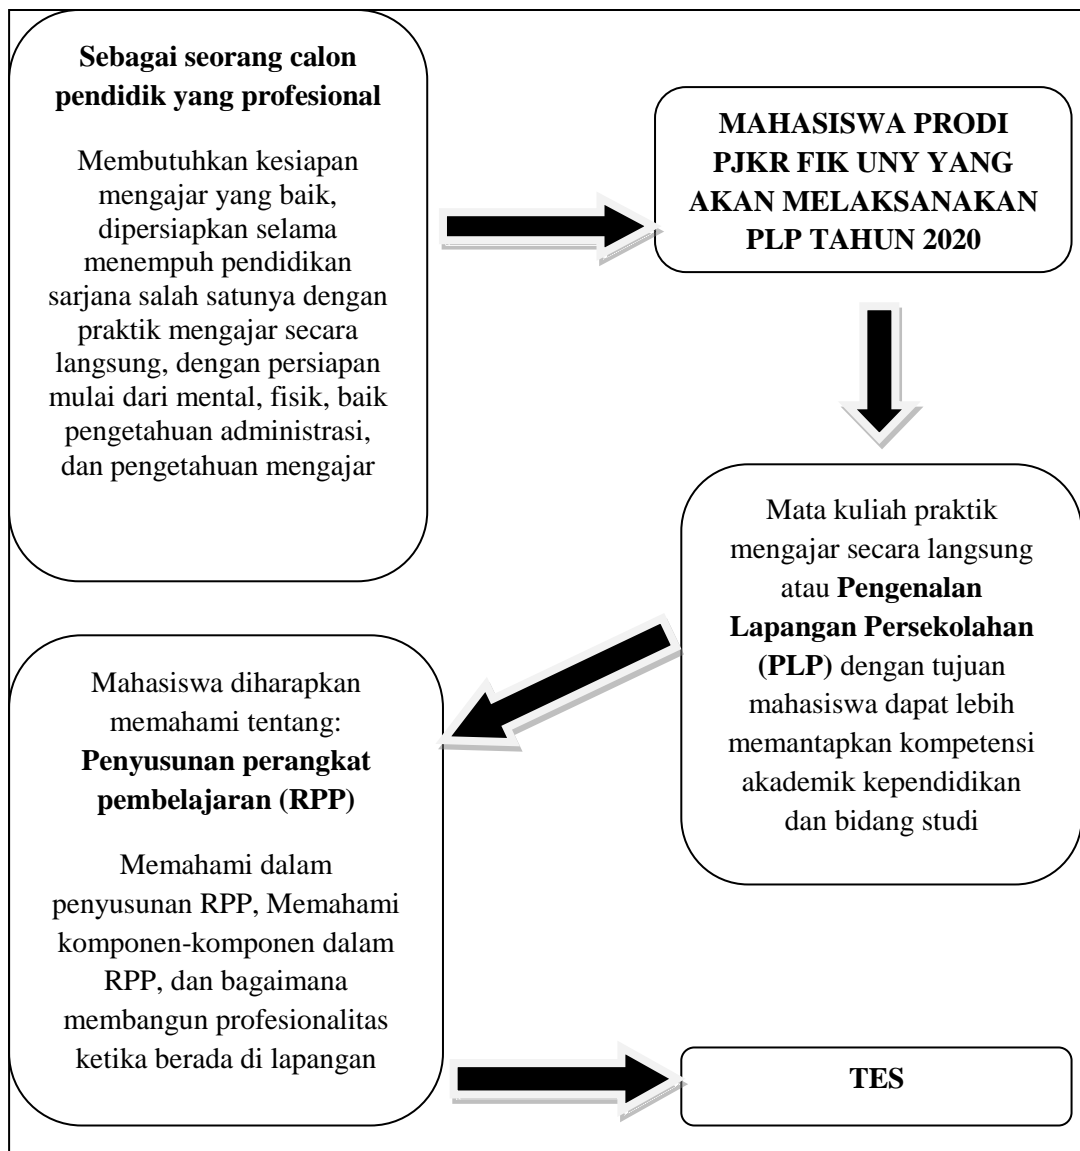 Sebagai seorang calon
pendidik yang profesional
Membutuhkan kesiapan
mengajar yang baik,
dipersiapkan selama
menempuh pendidikan
sarjana salah satunya dengan
praktik mengajar secara
langsung, dengan persiapan
mulai dari mental, fisik, baik
pengetahuan administrasi,
dan pengetahuan mengajar
MAHASISWA PRODI
PJKR FIK UNY YANG
AKAN MELAKSANAKAN
PLP TAHUN 2020
Mata kuliah praktik
mengajar secara langsung
atau Pengenalan
Lapangan Persekolahan
(PLP) dengan tujuan
mahasiswa dapat lebih
memantapkan kompetensi
akademik kependidikan
dan bidang studi
Mahasiswa diharapkan
memahami tentang:
Penyusunan perangkat
pembelajaran (RPP)
Memahami dalam
penyusunan RPP, Memahami
komponen-komponen dalam
RPP, dan bagaimana
membangun profesionalitas
ketika berada di lapangan
TES